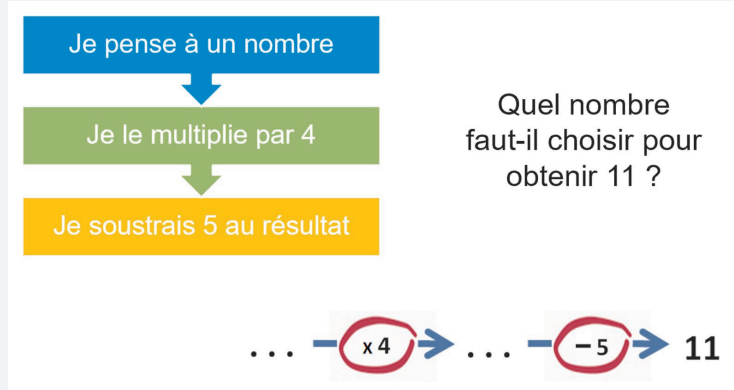 Je pense à un nombre
Je le multiplie par 4
Je soustrais 5 au résultat
Quel nombre
faut-il choisir pour
obtenir 11 ?
... x 4 ... – 5 11